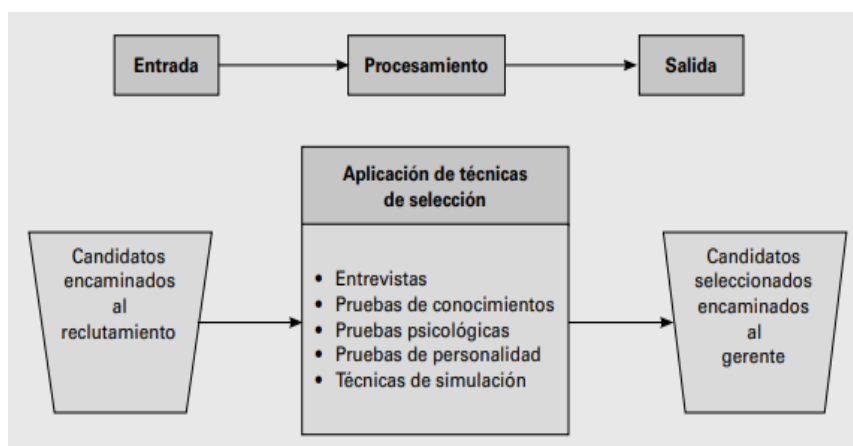 Entrada
Procesamiento
Salida
Aplicación de técnicas
de selección
Candidatos
encaminados
al
reclutamiento
• Entrevistas
• Pruebas de conocimientos
• Pruebas psicológicas
• Pruebas de personalidad
• Técnicas de simulación
Candidatos
seleccionados
encaminados
al
gerente